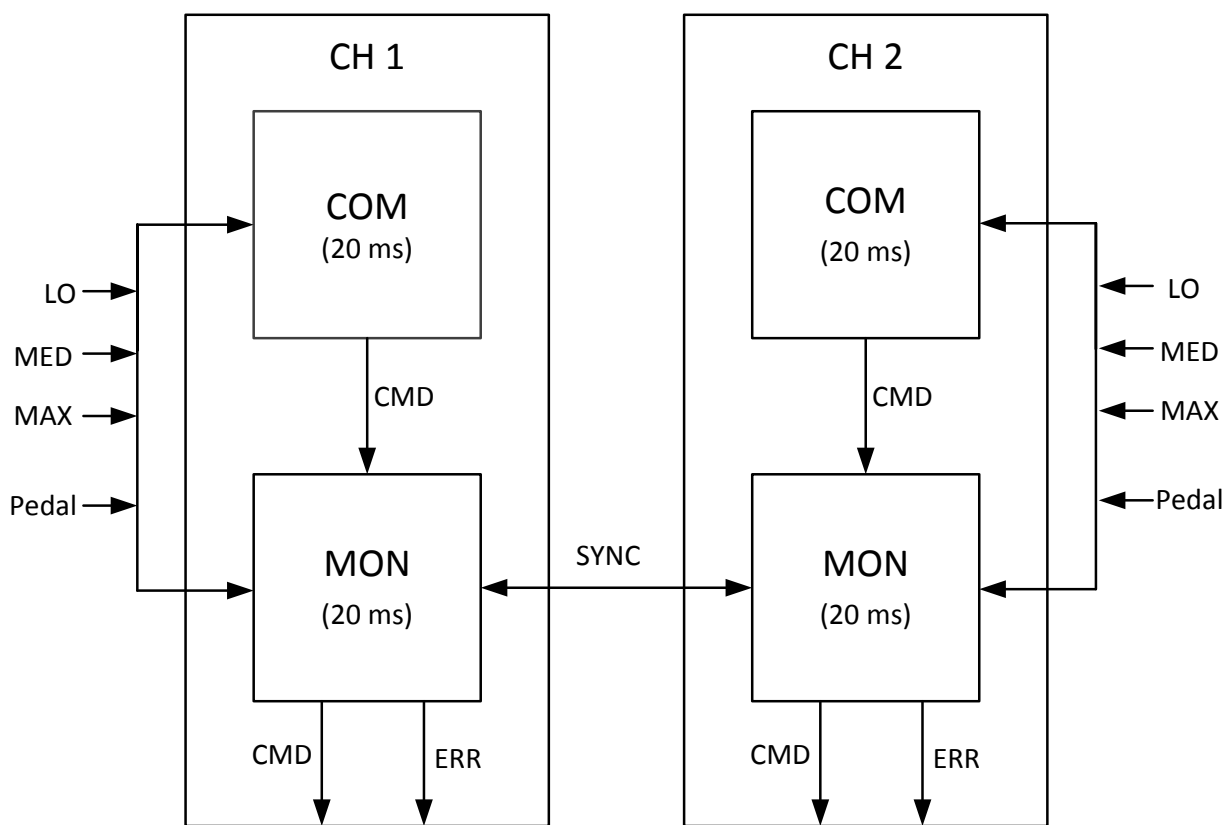 CH 1
CH 2
COM
(20 ms)
COM
(20 ms)
LO
MED
MAX
Pedal
LO
MED
MAX
Pedal
CMD
CMD
MON
(20 ms)
SYNC
MON
(20 ms)
CMD
ERR
CMD
ERR